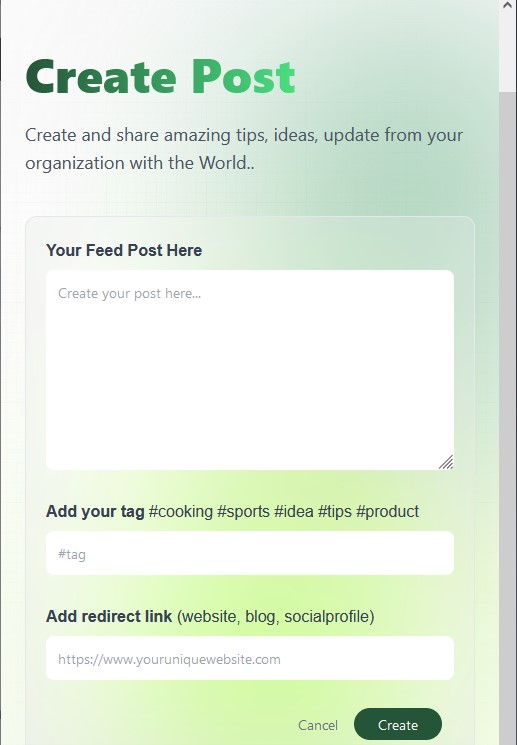 Create Post
Create and share amazing tips, ideas, update from your
organization with the World..
Your Feed Post Here
Create your post here...
Add your tag #cooking #sports #idea #tips #product
#tag
Add redirect link (website, blog, socialprofile)
https://www.youruniquewebsite.com
Cancel
Create